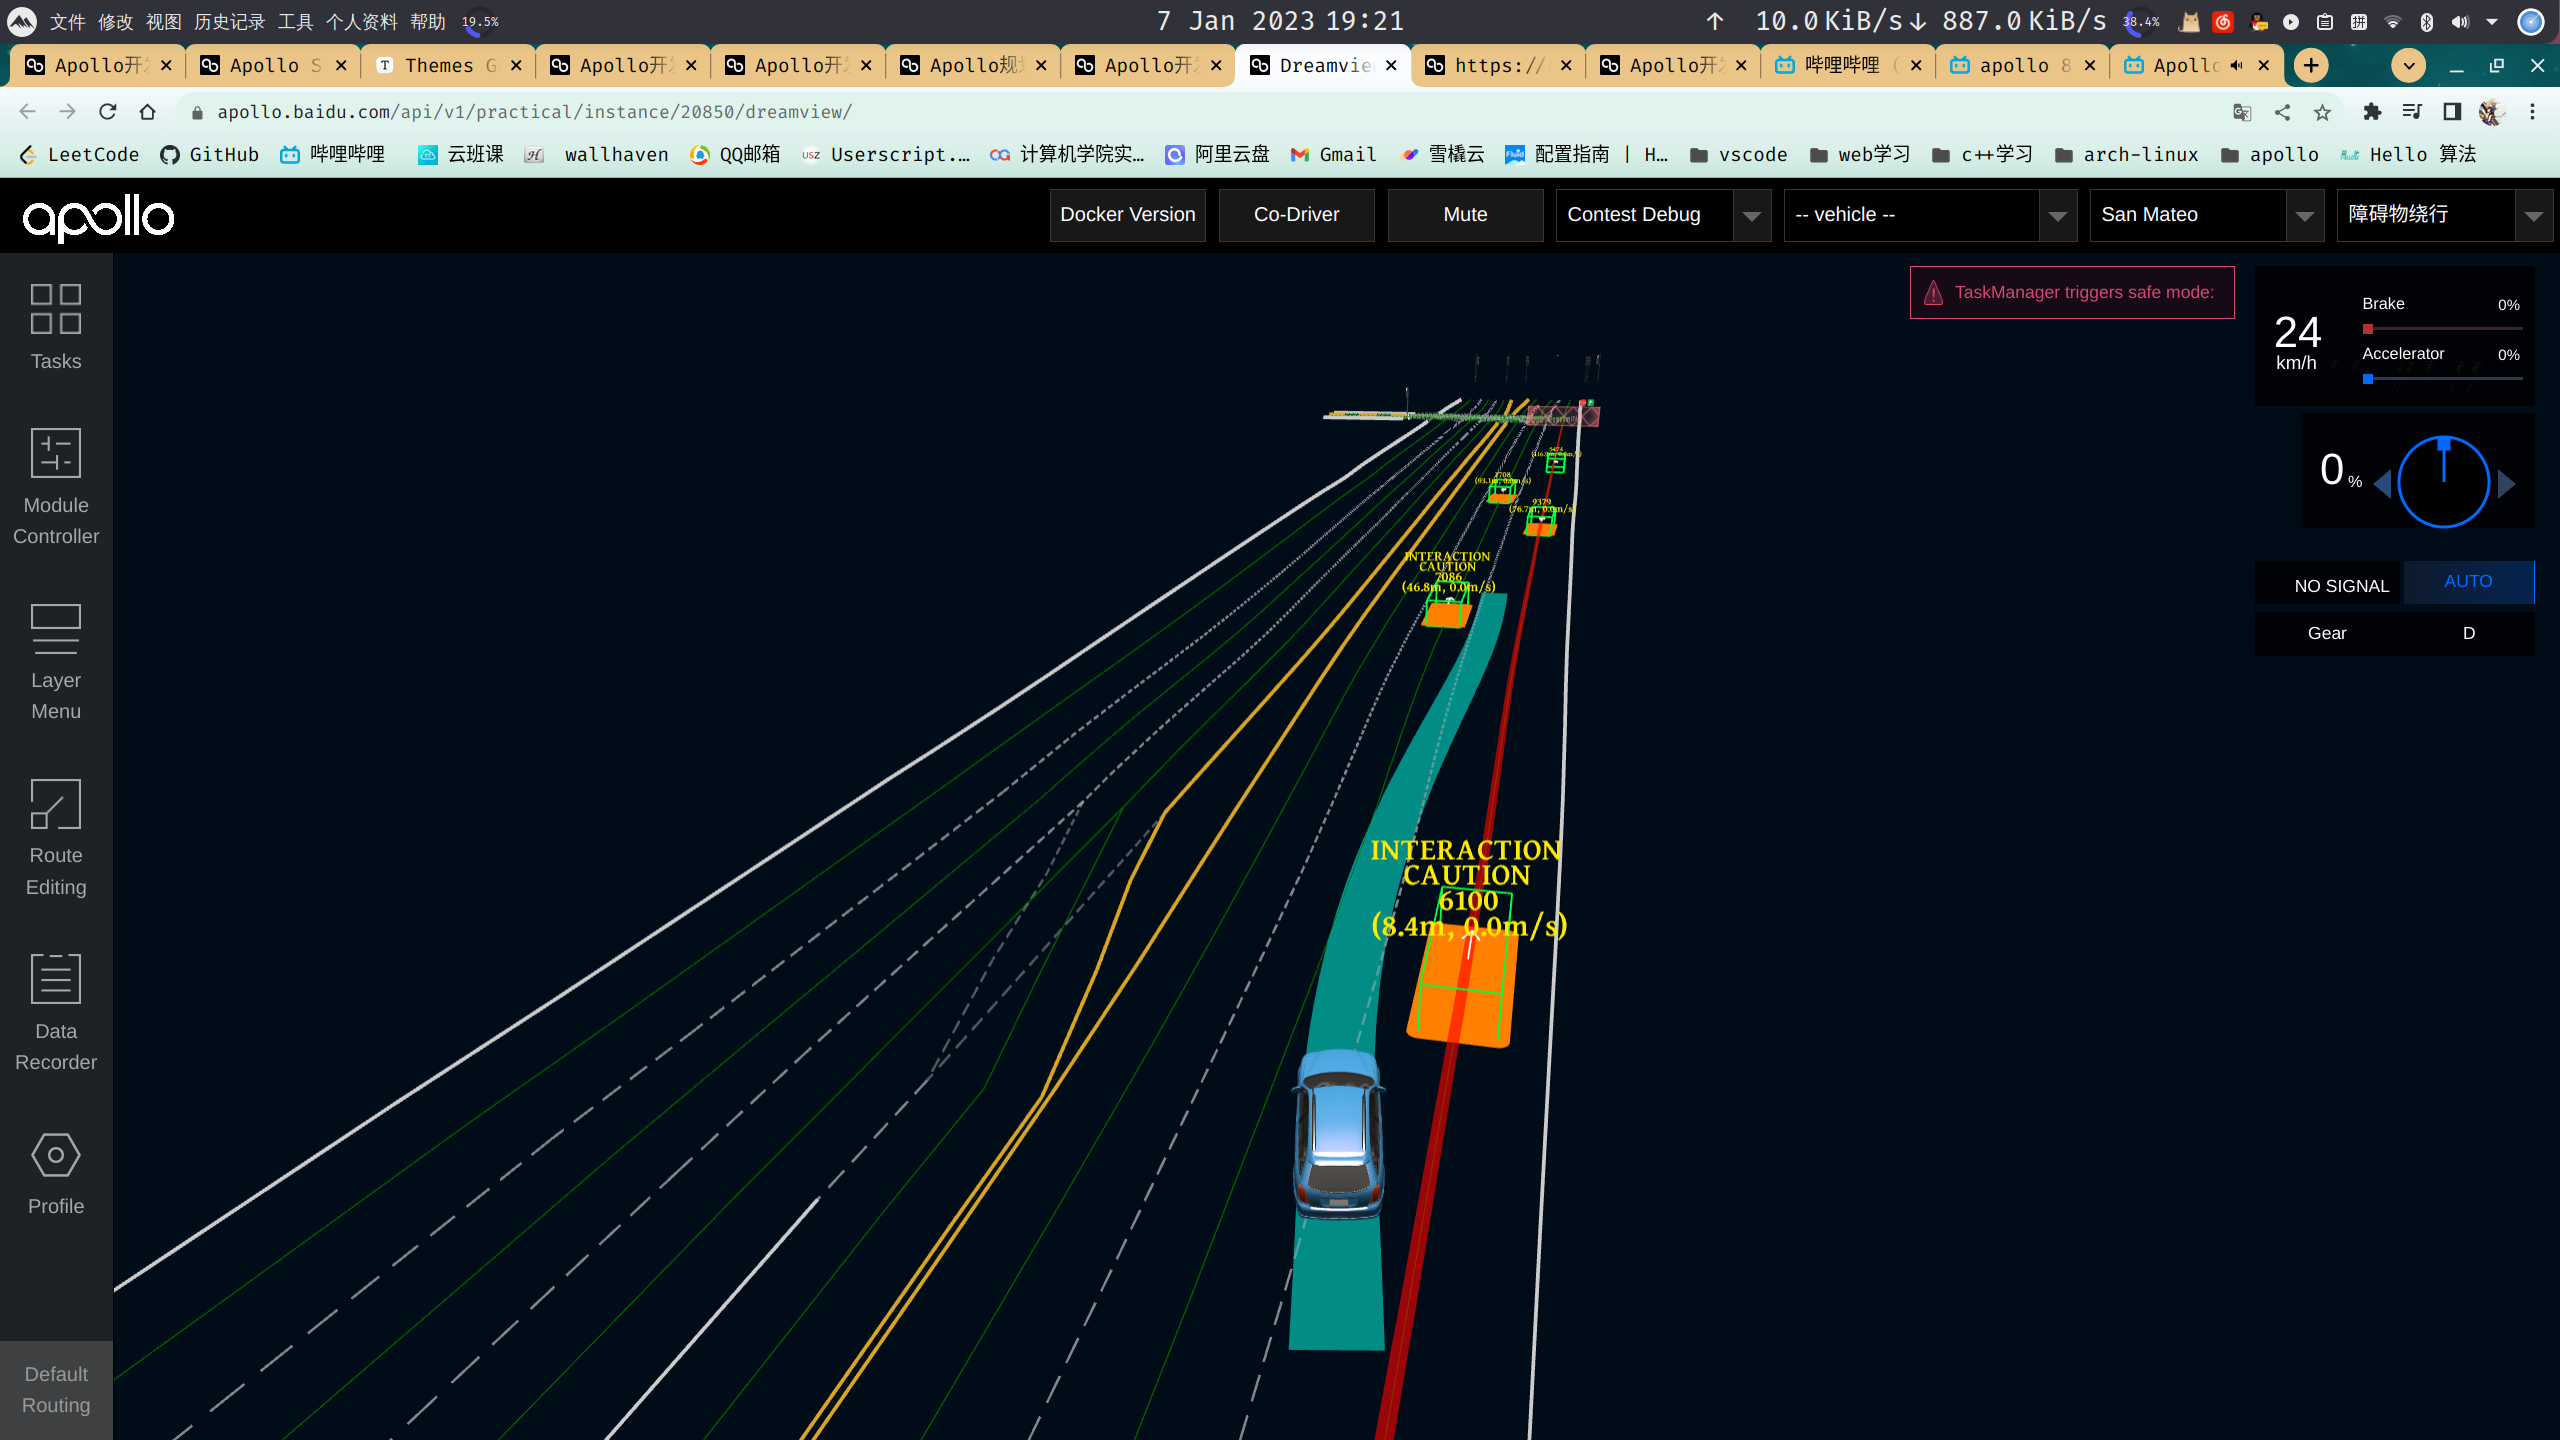 文件 修改 视图 历史记录 工具 个人资料 帮助 19.5% 7 Jan 2023 19:21 ↑ 10.0 KiB/s ↓ 887.0 KiB/s 38.4% 拼
Apollo开 Apollo S T Themes G Apollo开 Apollo开 Apollo规 Apollo开 Dreamvie https:// Apollo开 哔哩哔哩 ( apollo 8 Apollo
apollo.baidu.com/api/v1/practical/instance/20850/dreamview/
LeetCode GitHub 哔哩哔哩 云班课 wallhaven QQ邮箱 USZ Userscript.... 计算机学院实... 阿里云盘 Gmail 雪橇云 Fluid 配置指南 | H... vscode web学习 c++学习 arch-linux apollo Hello 算法
apollo Docker Version Co-Driver Mute Contest Debug -- vehicle -- San Mateo 障碍物绕行
Tasks
Module
Controller
Layer
Menu
Route
Editing
Data
Recorder
Profile
Default
Routing
TaskManager triggers safe mode:
24
km/h
Brake 0%
Accelerator 0%
0 %
NO SIGNAL AUTO
Gear D
9379
INTERACTION
CAUTION
7086
(46.8m, 0.0m/s)
INTERACTION
CAUTION
6100
(8.4m, 0.0m/s)